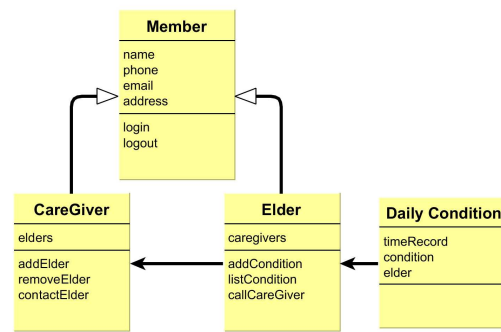 Member
name
phone
email
address
login
logout
CareGiver
elders
addElder
removeElder
contactElder
Elder
caregivers
addCondition
listCondition
callCareGiver
Daily Condition
timeRecord
condition
elder